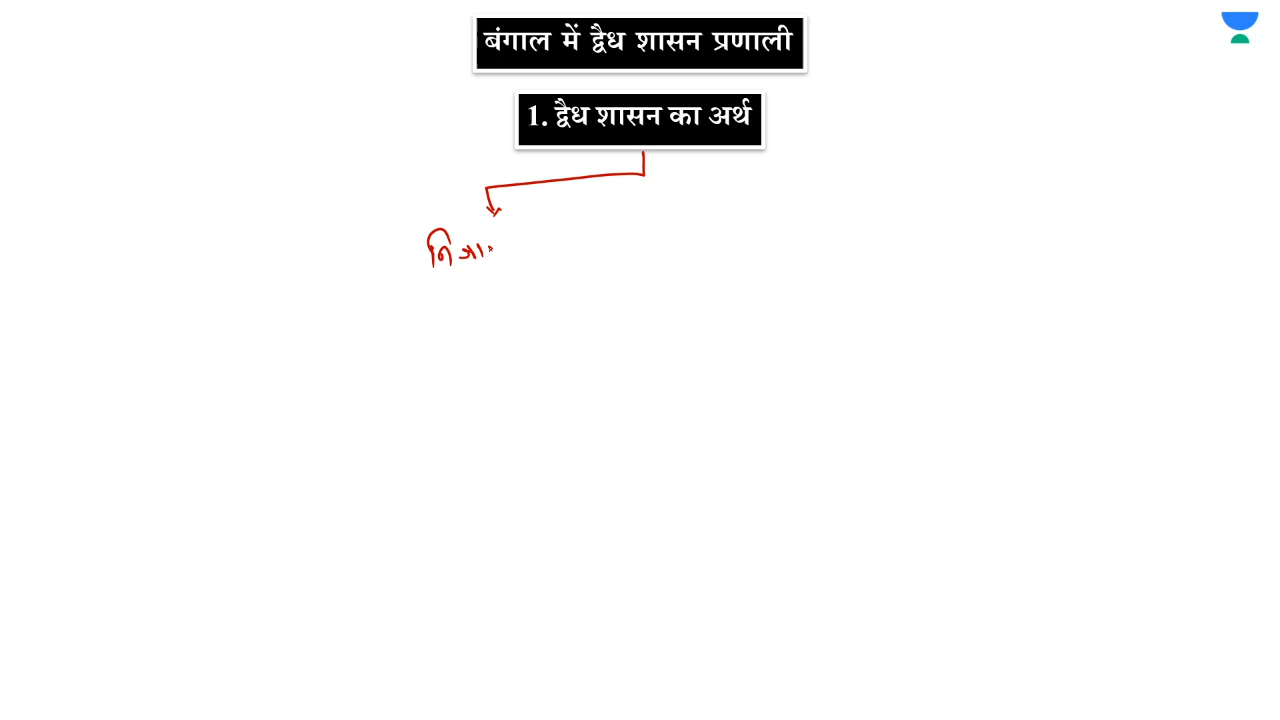 बंगाल में द्वैध शासन प्रणाली
1. द्वैध शासन का अर्थ